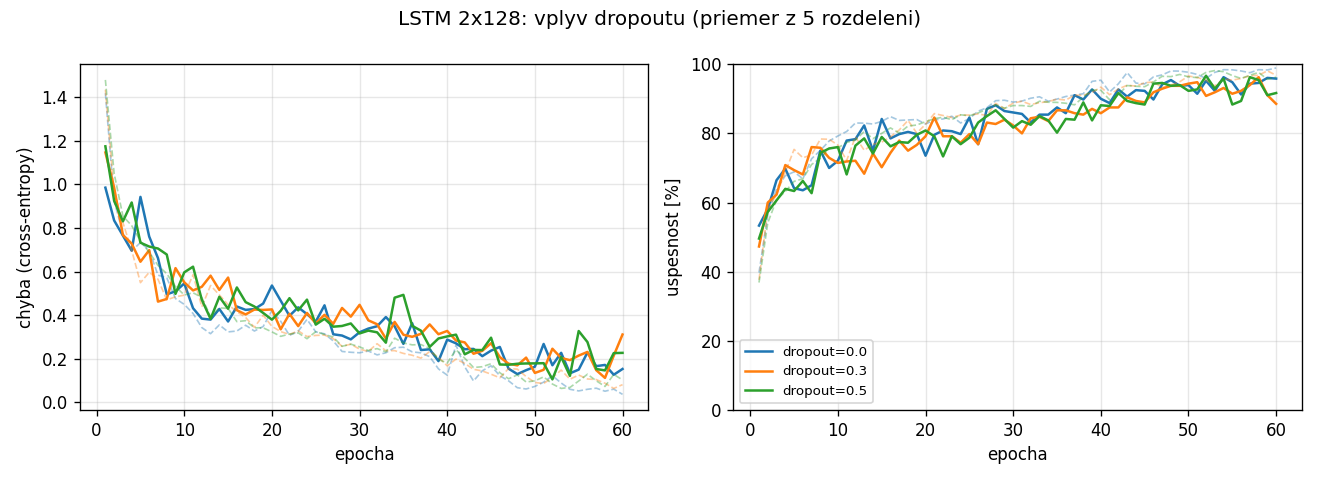 LSTM 2x128: vplyv dropoutu (priemer z 5 rozdeleni)
chyba (cross-entropy)
1.4
1.2
1.0
0.8
0.6
0.4
0.2
0.0
0 10 20 30 40 50 60
epocha
uspesnost [%]
100
80
60
40
20
0
dropout=0.0
dropout=0.3
dropout=0.5
0 10 20 30 40 50 60
epocha